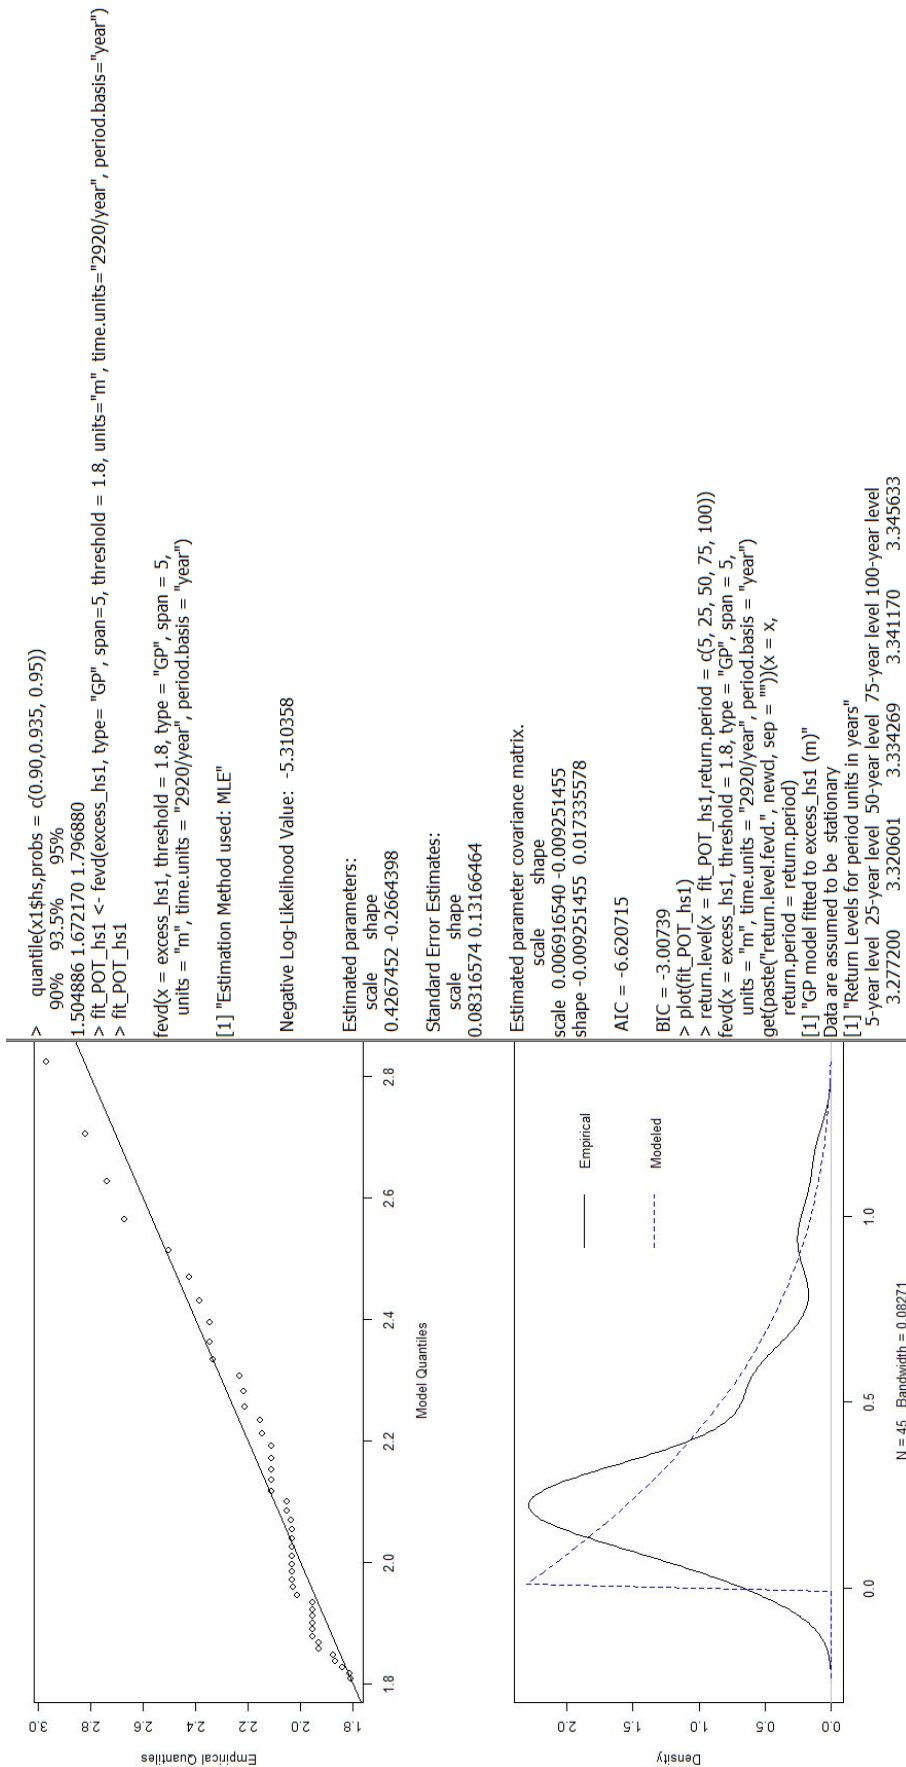 >      quantile(x1$hs,probs = c(0.90,0.935, 0.95))
90%    93.5%    95%
1.504886 1.672170 1.796880
> fit_POT_hs1 <- fevd(excess_hs1, type= "GP", span=5, threshold = 1.8, units="m", time.units="2920/year", period.basis="year")
> fit_POT_hs1
fevd(x = excess_hs1, threshold = 1.8, type = "GP", span = 5,
units = "m", time.units = "2920/year", period.basis = "year")
[1] "Estimation Method used: MLE"
Negative Log-Likelihood Value:  -5.310358
Estimated parameters:
scale      shape
0.4267452 -0.2664398
Standard Error Estimates:
scale      shape
0.08316574 0.13166464
Estimated parameter covariance matrix.
scale      shape
scale  0.006916540 -0.009251455
shape -0.009251455  0.017335578
AIC = -6.620715
BIC = -3.00739
> plot(fit_POT_hs1)
> return.level(x = fit_POT_hs1,return.period = c(5, 25, 50, 75, 100))
fevd(x = excess_hs1, threshold = 1.8, type = "GP", span = 5,
units = "m", time.units = "2920/year", period.basis = "year")
get(paste("return.level.fevd.", newcl, sep = ""))(x = x,
return.period = return.period)
[1] "GP model fitted to excess_hs1 (m)"
Data are assumed to be  stationary
[1] "Return Levels for period units in years"
5-year level  25-year level  50-year level  75-year level 100-year level
3.277200      3.320601      3.334269      3.341170      3.345633
Empirical Quantiles
3.0
2.8
2.6
2.4
2.2
2.0
1.8
1.8 2.0 2.2 2.4 2.6 2.8
Model Quantiles
Density
2.0
1.5
1.0
0.5
0.0
Empirical
Modeled
0.0 0.5 1.0
N = 45   Bandwidth = 0.08271